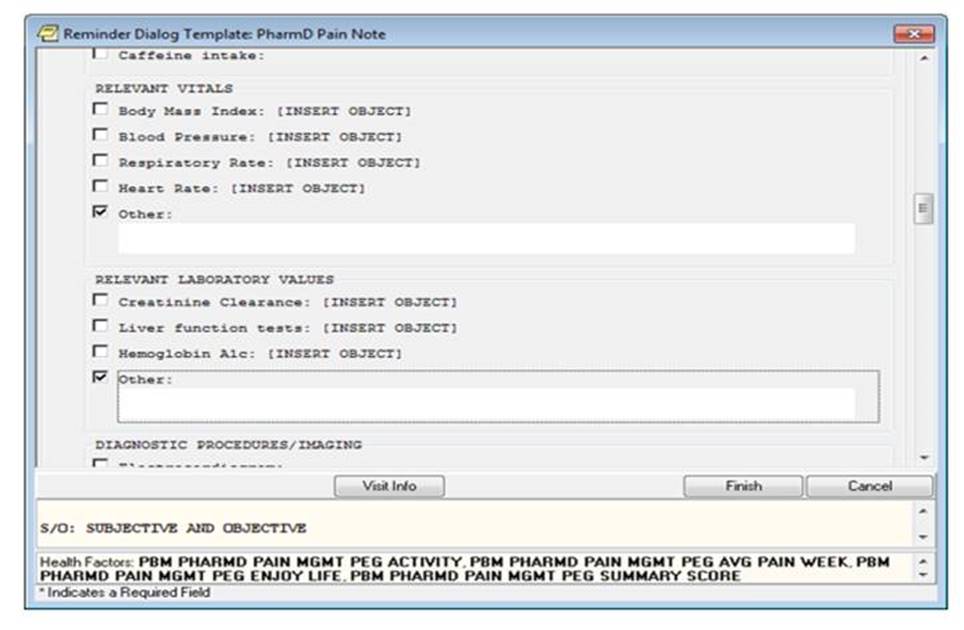 Reminder Dialog Template: PharmD Pain Note
Caffeine intake:
RELEVANT VITALS
Body Mass Index: [INSERT OBJECT]
Blood Pressure: [INSERT OBJECT]
Respiratory Rate: [INSERT OBJECT]
Heart Rate: [INSERT OBJECT]
Other:
RELEVANT LABORATORY VALUES
Creatinine Clearance: [INSERT OBJECT]
Liver function tests: [INSERT OBJECT]
Hemoglobin A1c: [INSERT OBJECT]
Other:
DIAGNOSTIC PROCEDURES/IMAGING
Visit Info Finish Cancel
S/O: SUBJECTIVE AND OBJECTIVE
Health Factors: PBM PHARMD PAIN MGMT PEG ACTIVITY, PBM PHARMD PAIN MGMT PEG AVG PAIN WEEK, PBM
PHARMD PAIN MGMT PEG ENJOY LIFE, PBM PHARMD PAIN MGMT PEG SUMMARY SCORE
* Indicates a Required Field